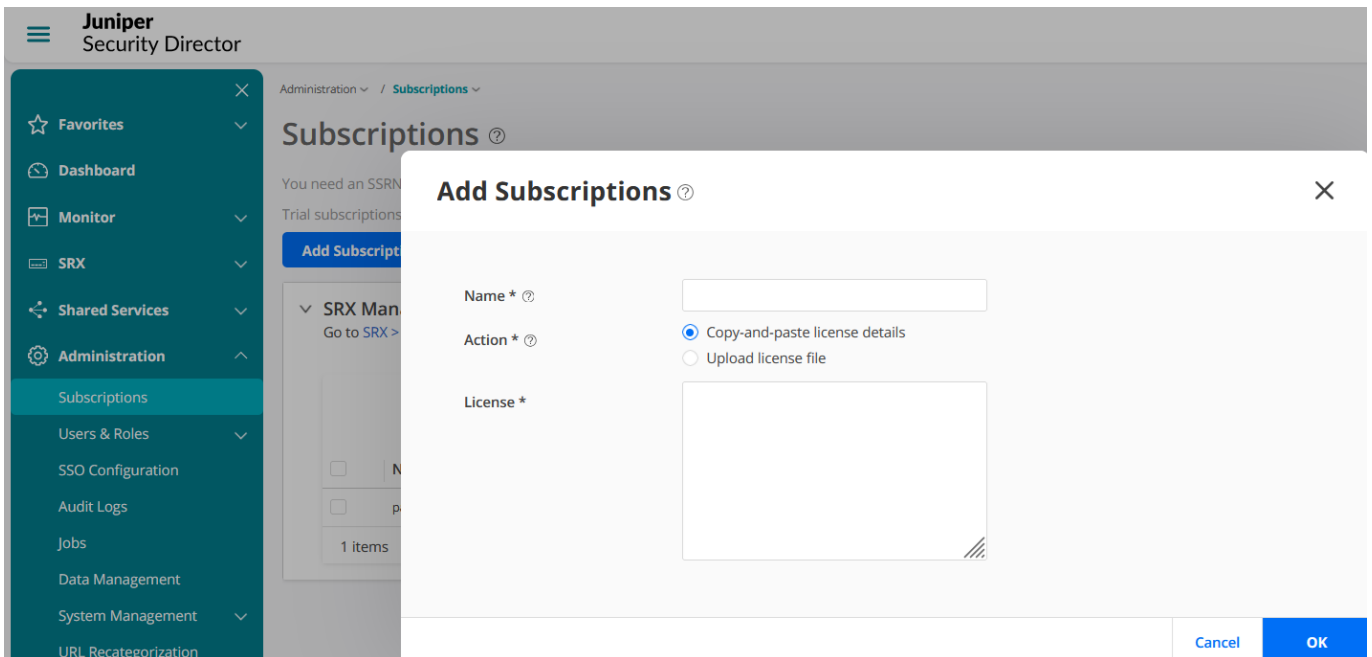 Juniper
Security Director
Favorites
Dashboard
Monitor
SRX
Shared Services
Administration
Subscriptions
Users & Roles
SSO Configuration
Audit Logs
Jobs
Data Management
System Management
URL Recategorization
Administration / Subscriptions
Subscriptions
You need an SSRN
Trial subscriptions
Add Subscripti
SRX Man
Go to SRX >
1 items
Add Subscriptions
Name *
Action *
Copy-and-paste license details
Upload license file
License *
Cancel
OK